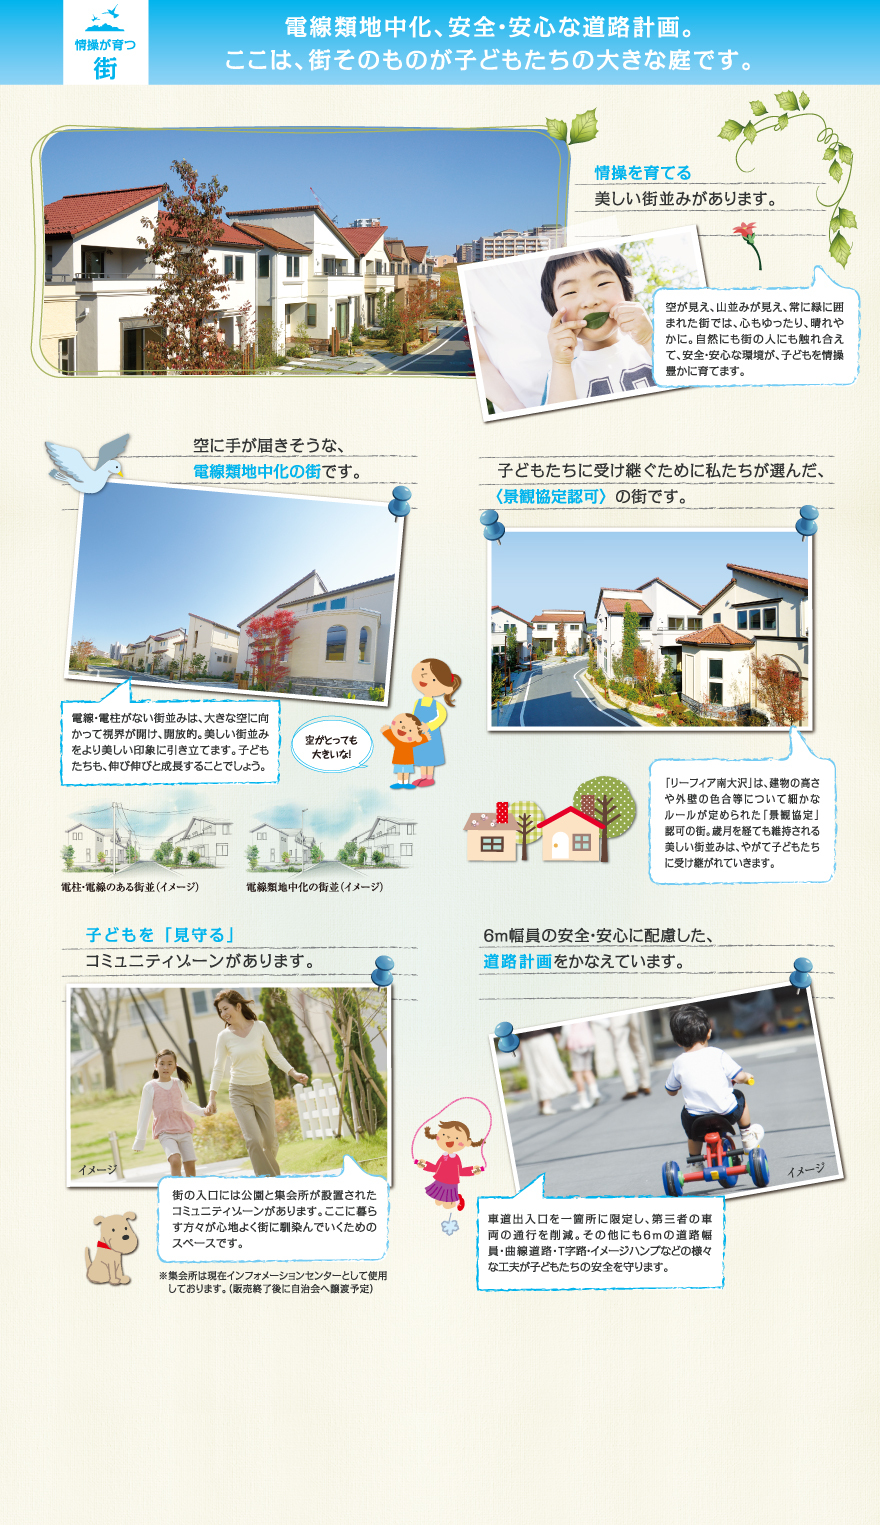 情操が育つ
街
電線類地中化、安全・安心な道路計画。
ここは、街そのものが子どもたちの大きな庭です。
情操を育てる
美しい街並みがあります。
空が見え、山並みが見え、常に緑に囲
まれた街では、心もゆったり、晴れや
かに。自然にも街の人にも触れ合え
て、安全・安心な環境が、子どもを情操
豊かに育てます。
空に手が届きそうな、
電線類地中化の街です。
電線・電柱がない街並みは、大きな空に向
かって視界が開け、開放的。美しい街並み
をより美しい印象に引き立てます。子ども
たちも、伸び伸びと成長することでしょう。
空がとっても
大きいな!
電柱・電線のある街並(イメージ)
電線類地中化の街並(イメージ)
子どもたちに受け継ぐために私たちが選んだ、
〈景観協定認可〉の街です。
「リーフィア南大沢」は、建物の高さ
や外壁の色合等について細かな
ルールが定められた「景観協定」
認可の街。歳月を経ても維持される
美しい街並みは、やがて子どもたち
に受け継がれていきます。
子どもを「見守る」
コミュニティゾーンがあります。
イメージ
街の入口には公園と集会所が設置された
コミュニティゾーンがあります。ここに暮ら
す方々が心地よく街に馴染んでいくための
スペースです。
※集会所は現在インフォメーションセンターとして使用
しております。(販売終了後に自治会へ譲渡予定)
6m幅員の安全・安心に配慮した、
道路計画をかなえています。
イメージ
車道出入口を一箇所に限定し、第三者の車
両の通行を削減。その他にも6mの道路幅
員・曲線道路・T字路・イメージハンプなどの様々
な工夫が子どもたちの安全を守ります。